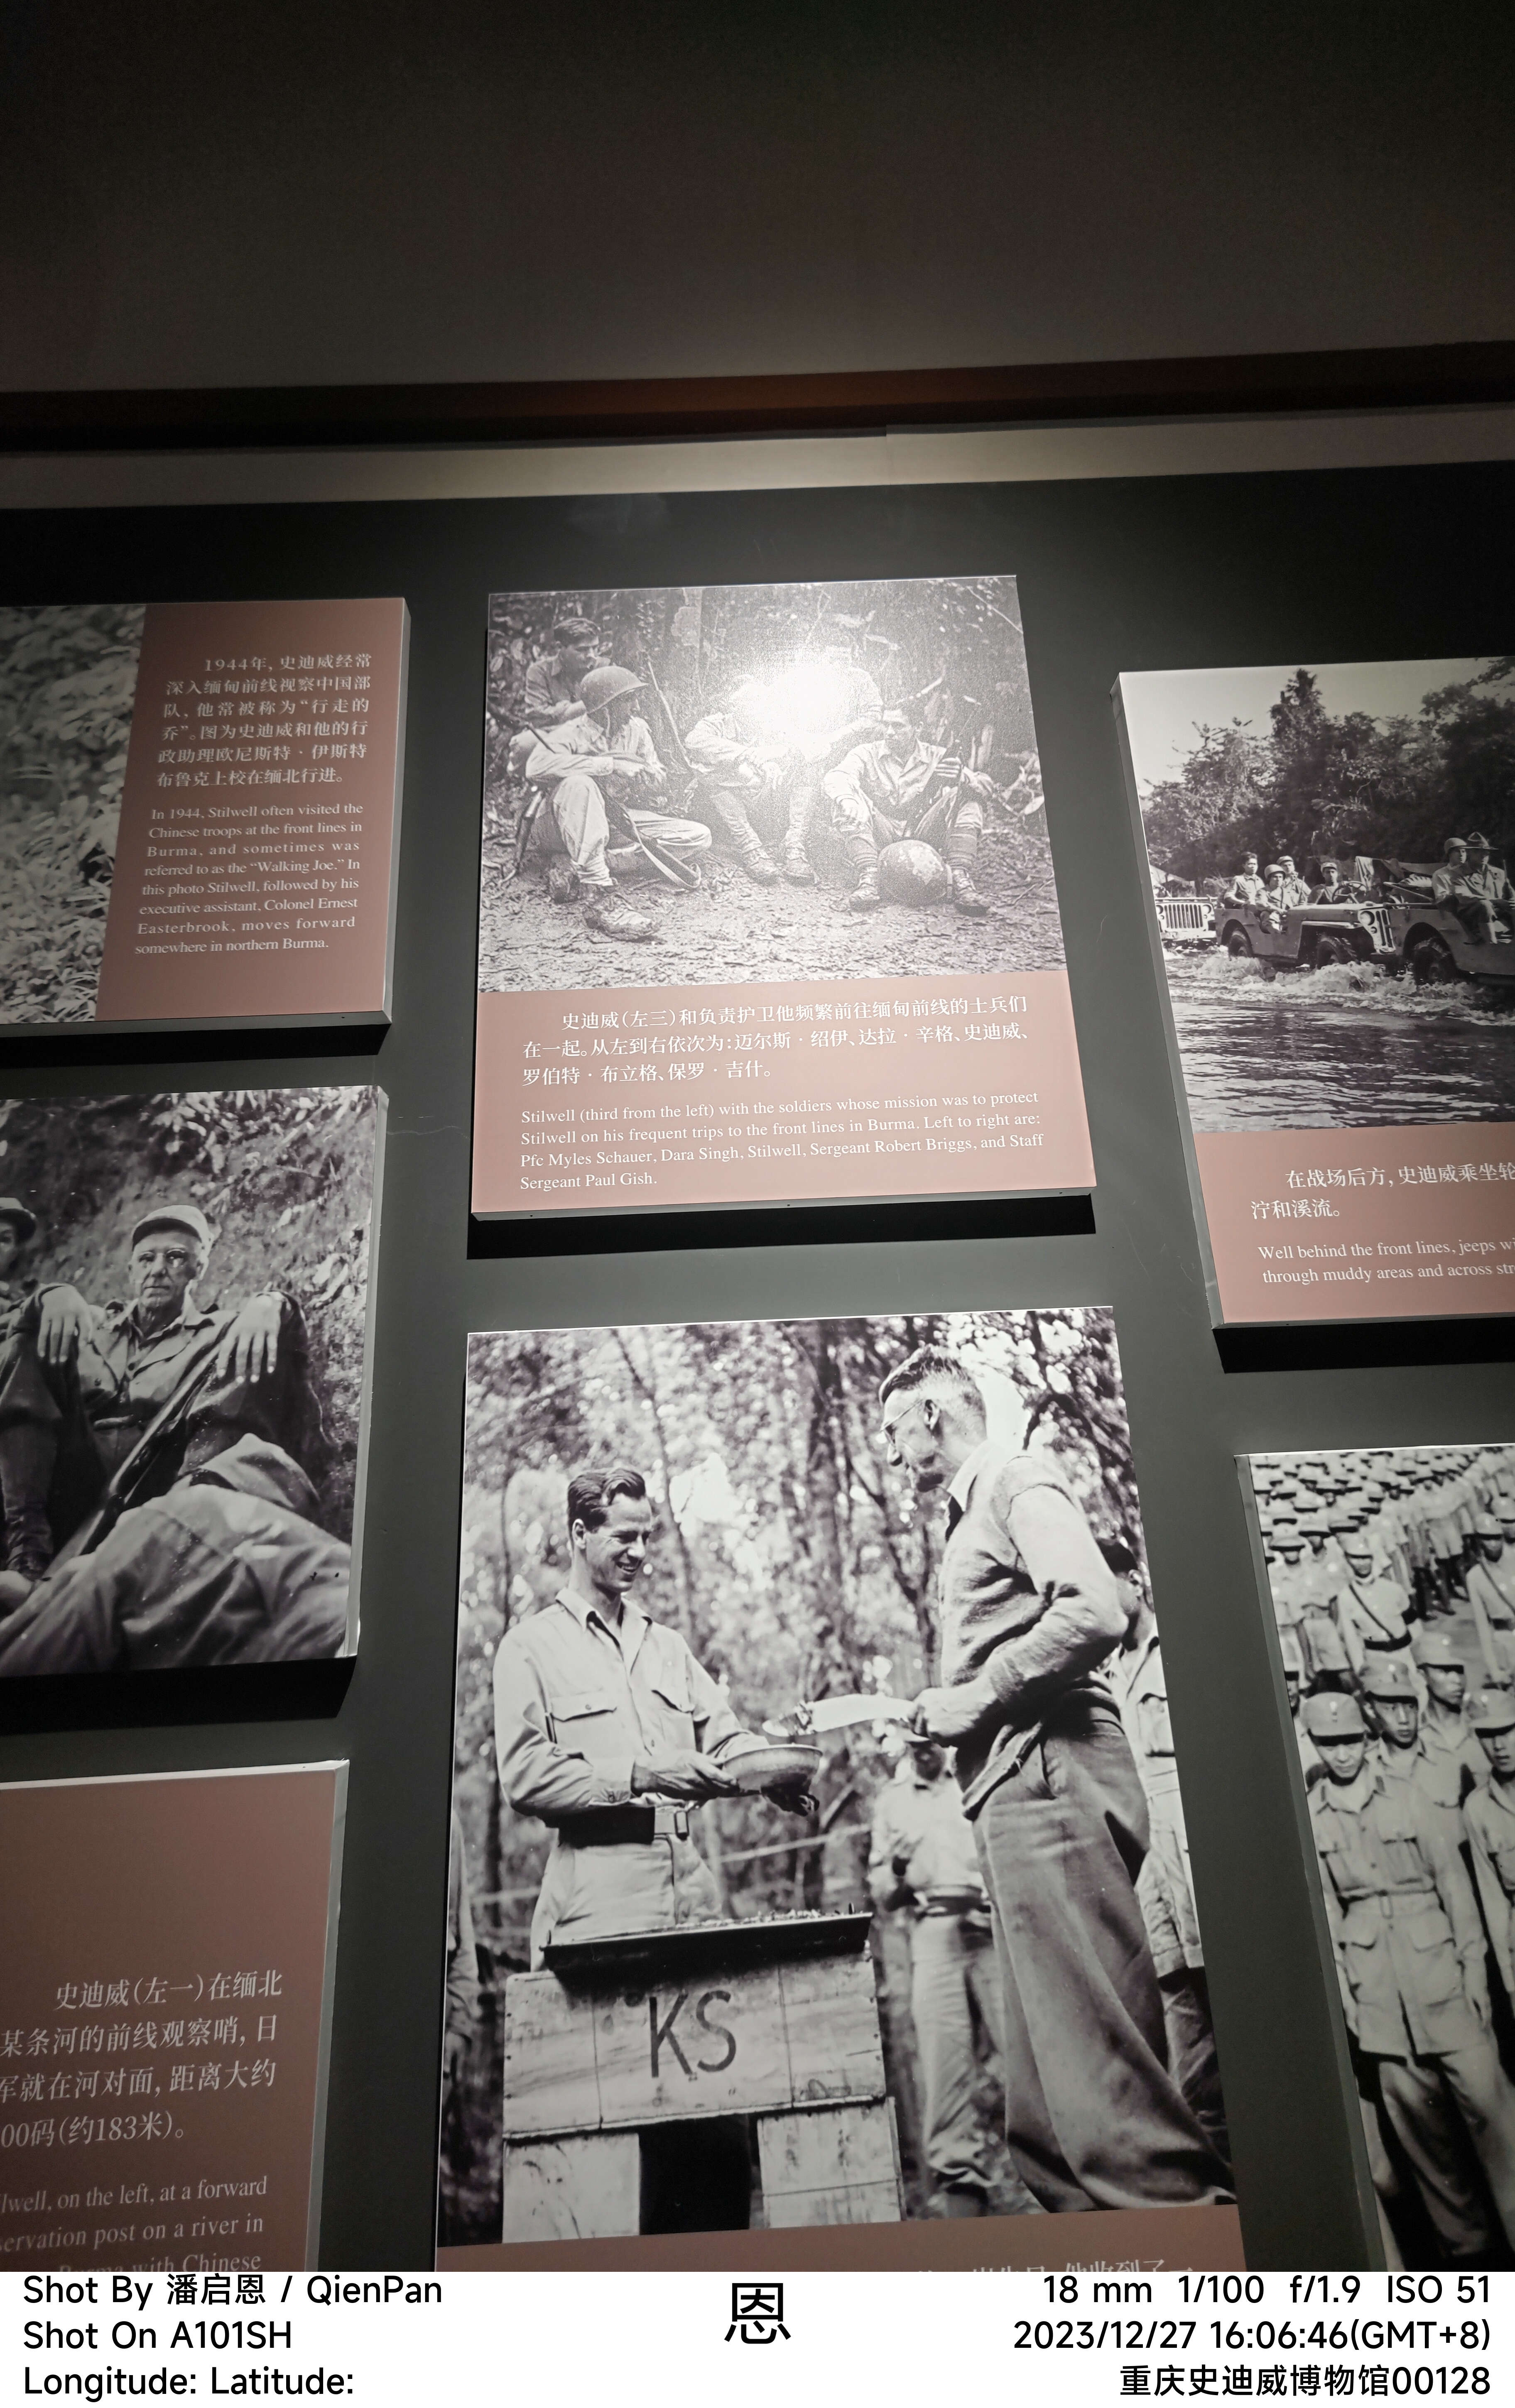 1944年，史迪威经常
深入缅甸前线视察中国部
队，他常被称为“行走的
乔”。图为史迪威和他的行
政助理欧尼斯特·伊斯特
布鲁克上校在缅北行进。
In 1944, Stilwell often visited the
Chinese troops at the front lines in
Burma, and sometimes was
referred to as the “Walking Joe.” In
this photo Stilwell, followed by his
executive assistant, Colonel Ernest
Easterbrook, moves forward
somewhere in northern Burma.
史迪威（左三）和负责护卫他频繁前往缅甸前线的士兵们
在一起。从左到右依次为：迈尔斯·绍伊、达拉·辛格、史迪威、
罗伯特·布立格、保罗·吉什。
Stilwell (third from the left) with the soldiers whose mission was to protect
Stilwell on his frequent trips to the front lines in Burma. Left to right are:
Pfc Myles Schauer, Dara Singh, Stilwell, Sergeant Robert Briggs, and Staff
Sergeant Paul Gish.
在战场后方，史迪威乘坐轮
泞和溪流。
Well behind the front lines, jeeps wi
through muddy areas and across str
KS
史迪威（左一）在缅北
某条河的前线观察哨，日
军就在河对面，距离大约
00码（约183米）。
lwell, on the left, at a forward
servation post on a river in
Burma with Chinese
他收到了一
Shot By 潘启恩 / QienPan
Shot On A101SH
Longitude: Latitude:
恩
18 mm 1/100 f/1.9 ISO 51
2023/12/27 16:06:46(GMT+8)
重庆史迪威博物馆00128